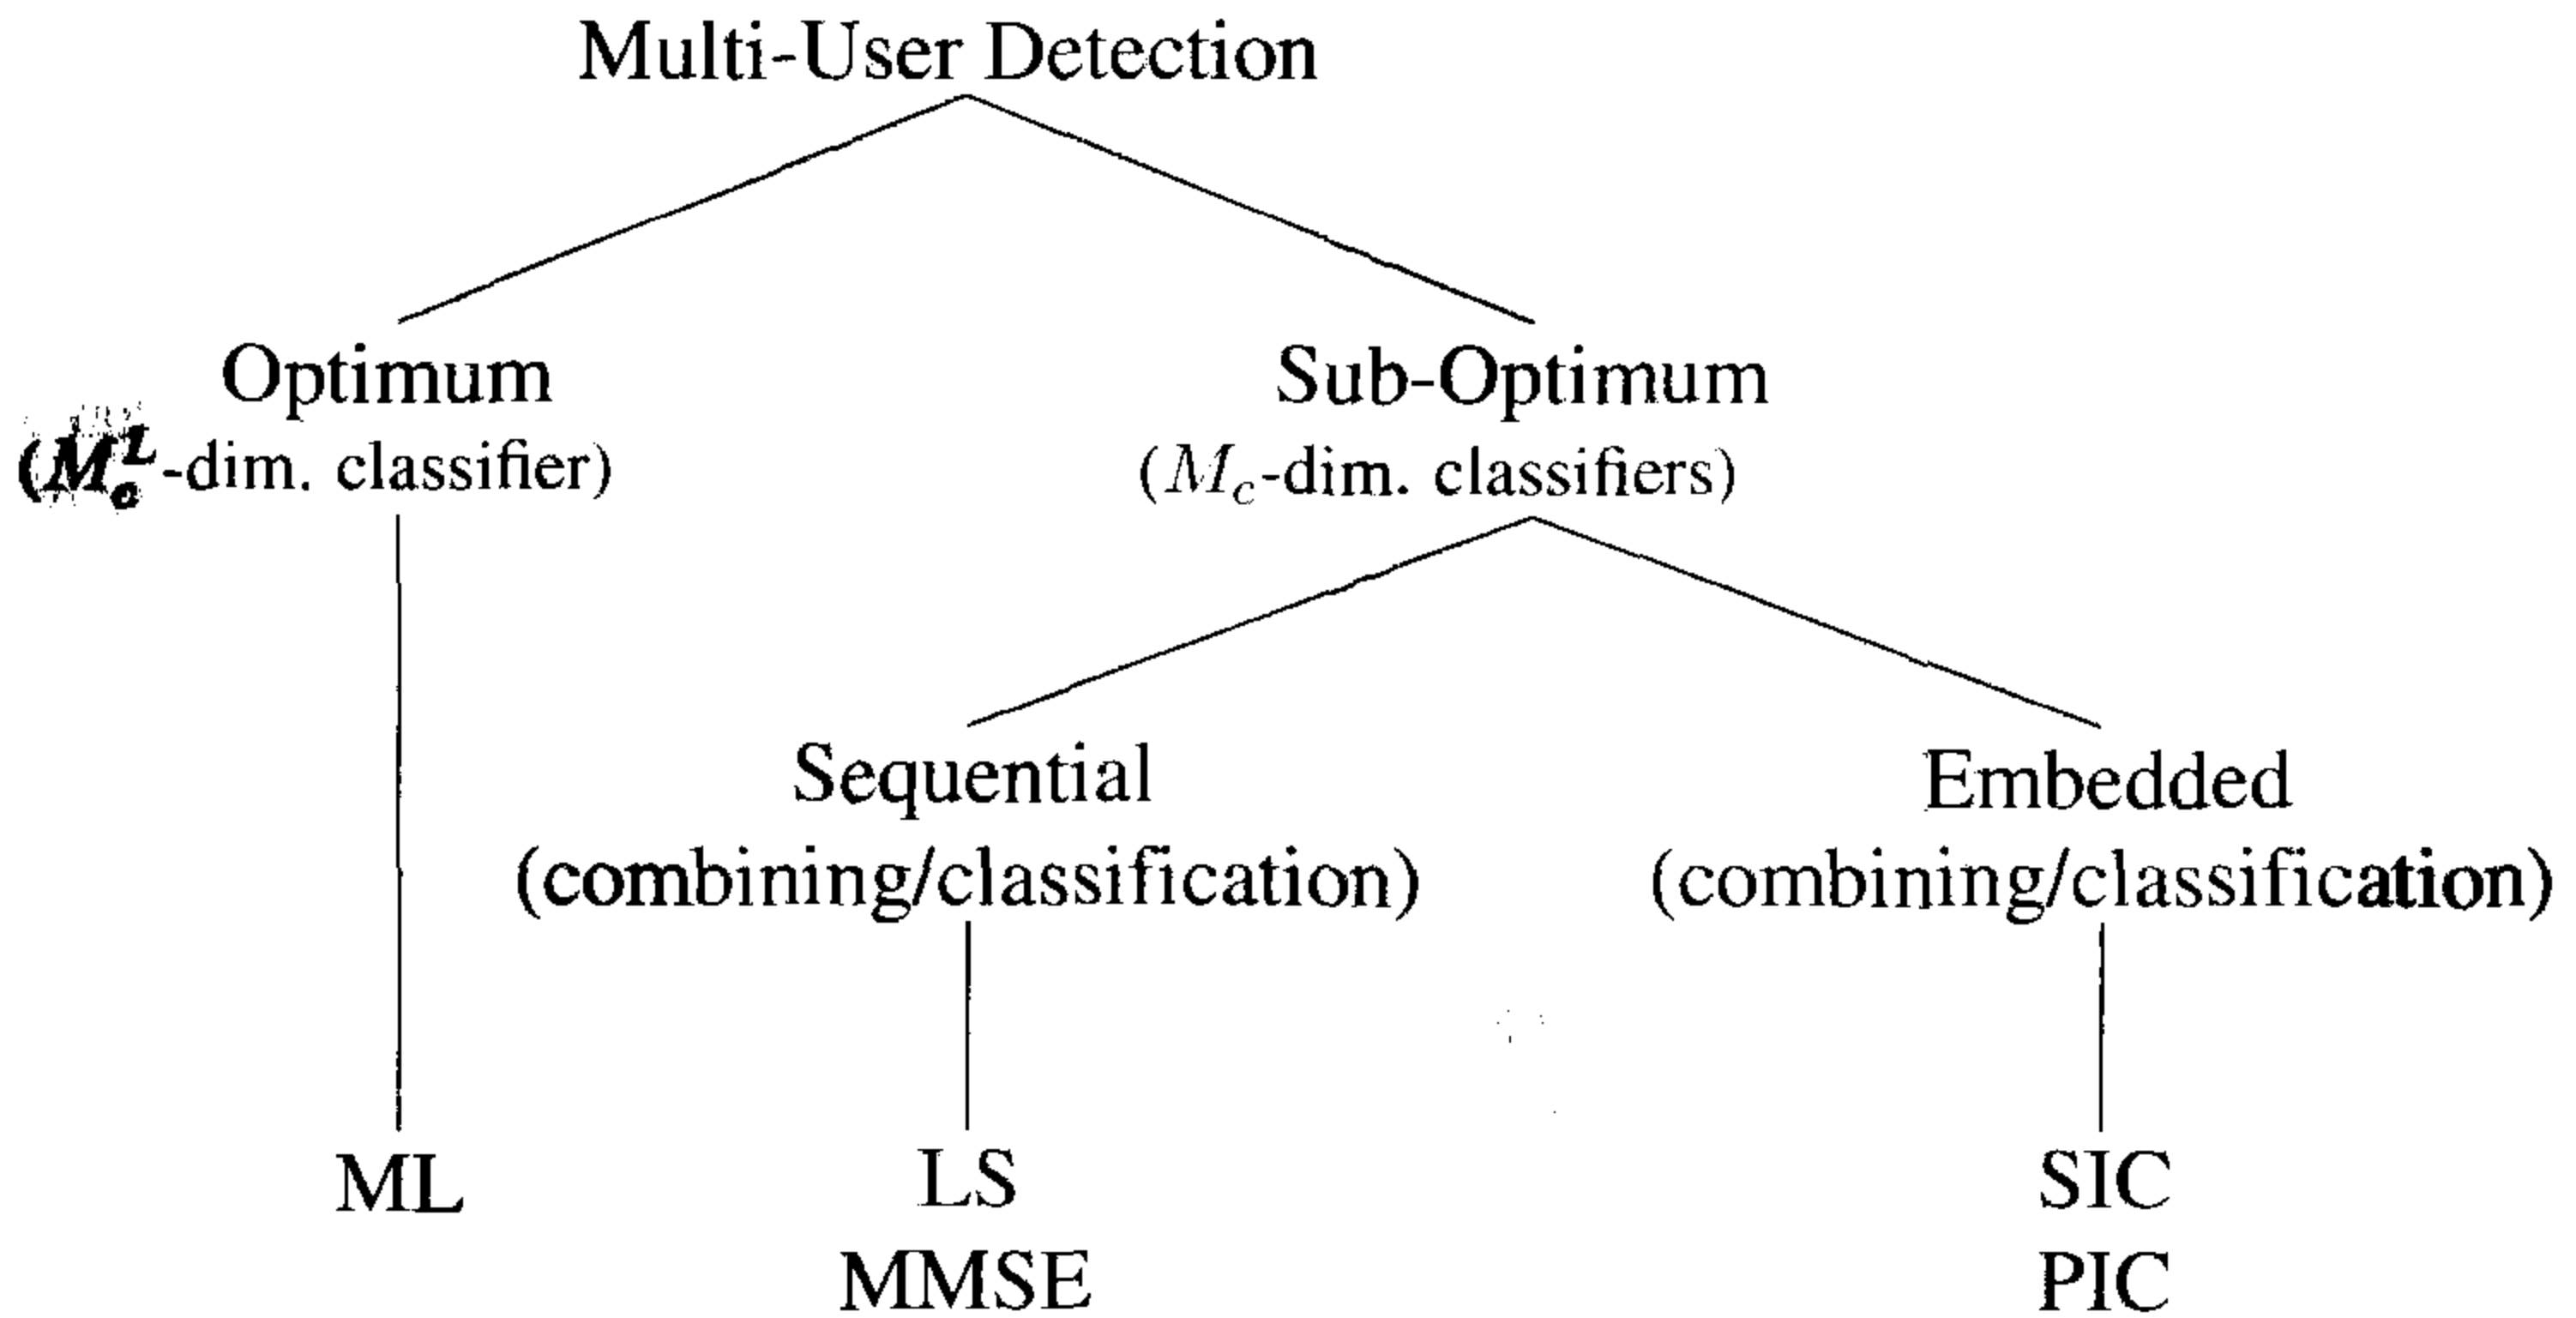 Multi-User Detection
Optimum
(M_c^L-dim. classifier)
Sub-Optimum
(M_c-dim. classifiers)
Sequential
(combining/classification)
Embedded
(combining/classification)
ML
LS
MMSE
SIC
PIC